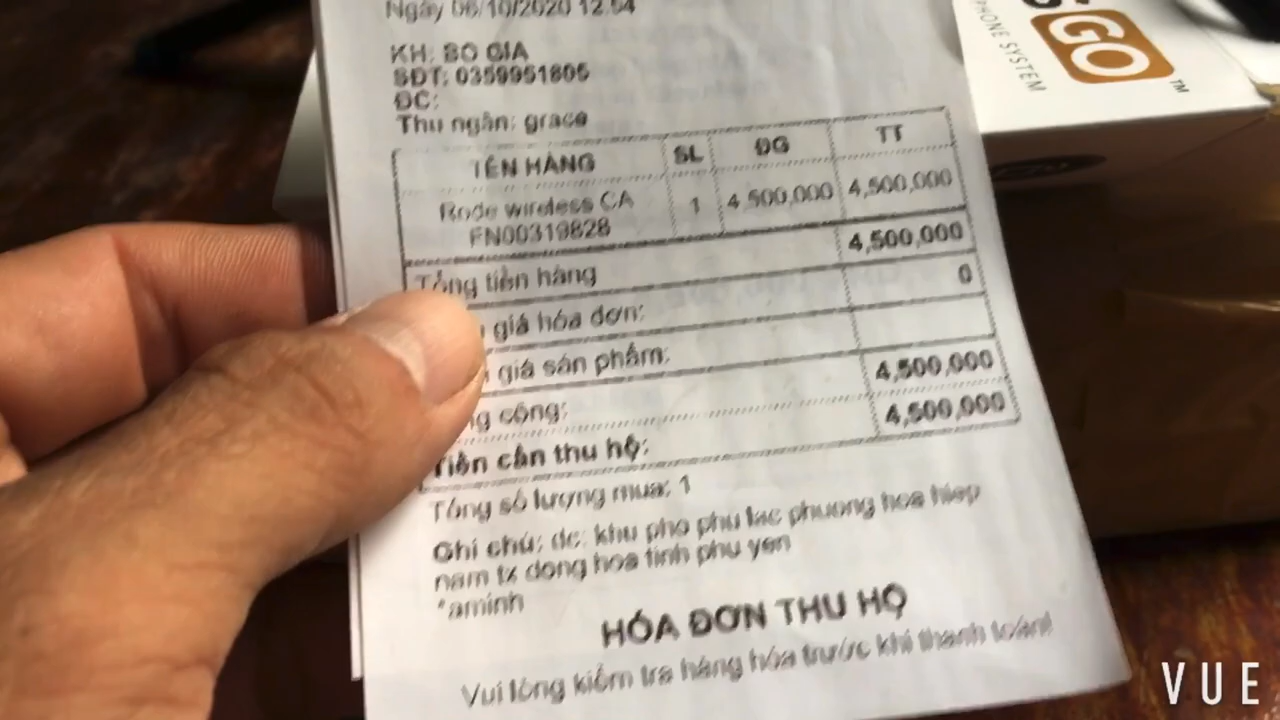 Ngày 06/10/2020 12:54
KH: BO GIA
SĐT: 0359951805
ĐC:
Thu ngân: grace
TÊN HÀNG SL ĐG TT
Rode wireless CA 1 4,500,000 4,500,000
FN00319828
Tổng tiền hàng 4,500,000
giá hóa đơn: 0
giá sản phẩm:
ng cộng: 4,500,000
Tiền cần thu hộ: 4,500,000
Tổng số lượng mua: 1
Ghi chú: dc: khu pho phu lac phuong hoa hiep
nam tx dong hoa tinh phu yen
*aminh
HÓA ĐƠN THU HỘ
Vui lòng kiểm tra hàng hóa trước khi thanh toán!
GO™
PHONE SYSTEM
VUE